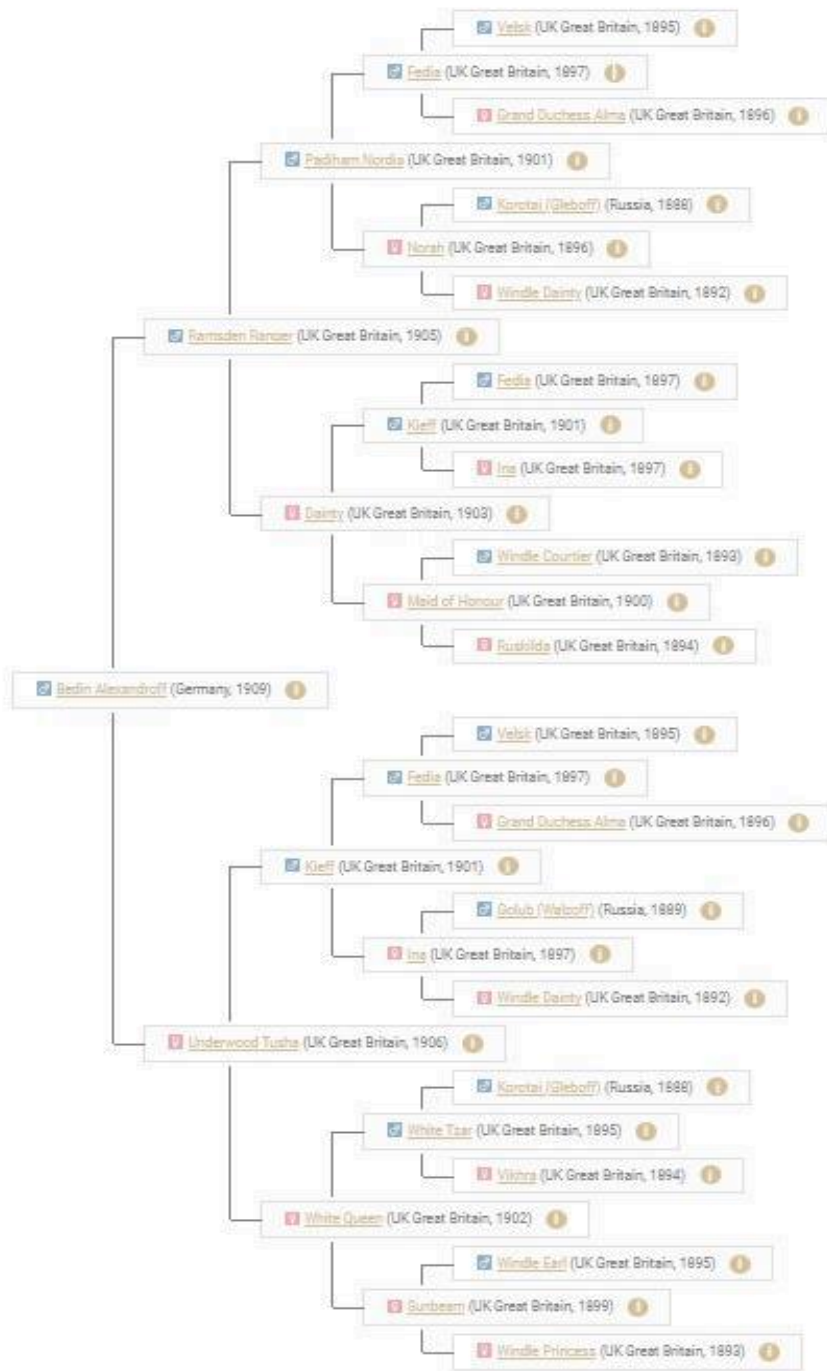 Velsk (UK Great Britain, 1895)
Fedia (UK Great Britain, 1897)
Grand Duchess Alma (UK Great Britain, 1896)
Padiham Nordia (UK Great Britain, 1901)
Korotai (Gleboff) (Russia, 1888)
Norah (UK Great Britain, 1896)
Windle Dainty (UK Great Britain, 1892)
Ramsden Ranger (UK Great Britain, 1905)
Fedia (UK Great Britain, 1897)
Kieff (UK Great Britain, 1901)
Ina (UK Great Britain, 1897)
Dainty (UK Great Britain, 1903)
Windle Courtier (UK Great Britain, 1893)
Maid of Honour (UK Great Britain, 1900)
Ruskilda (UK Great Britain, 1894)
Bedin Alexandroff (Germany, 1909)
Velsk (UK Great Britain, 1895)
Fedia (UK Great Britain, 1897)
Grand Duchess Alma (UK Great Britain, 1896)
Kieff (UK Great Britain, 1901)
Golub (Walzoff) (Russia, 1889)
Ina (UK Great Britain, 1897)
Windle Dainty (UK Great Britain, 1892)
Underwood Tusha (UK Great Britain, 1906)
Korotai (Gleboff) (Russia, 1888)
White Tzar (UK Great Britain, 1895)
Vikhra (UK Great Britain, 1894)
White Queen (UK Great Britain, 1902)
Windle Earl (UK Great Britain, 1895)
Sunbeam (UK Great Britain, 1899)
Windle Princess (UK Great Britain, 1893)